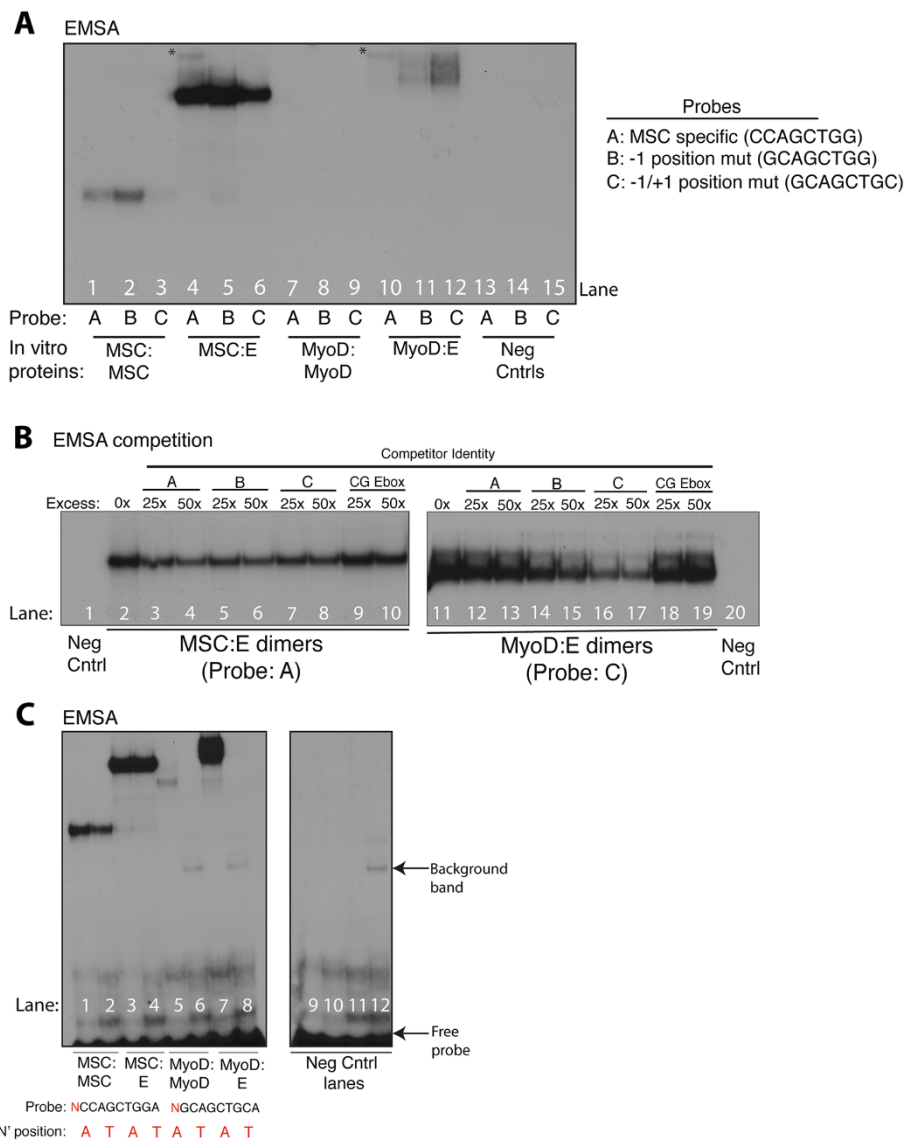 A
EMSA
*
*
1 2 3 4 5 6 7 8 9 10 11 12 13 14 15 Lane
Probe: A B C A B C A B C A B C A B C
In vitro proteins:
MSC: MSC
MSC:E
MyoD: MyoD
MyoD:E
Neg Cntrls
Probes
A: MSC specific (CCAGCTGG)
B: -1 position mut (GCAGCTGG)
C: -1/+1 position mut (GCAGCTGC)
B EMSA competition
Competitor Identity
A B C CG Ebox A B C CG Ebox
Excess: 0x 25x 50x 25x 50x 25x 50x 25x 50x 0x 25x 50x 25x 50x 25x 50x 25x 50x
Lane: 1 2 3 4 5 6 7 8 9 10 11 12 13 14 15 16 17 18 19 20
Neg Cntrl
MSC:E dimers
(Probe: A)
MyoD:E dimers
(Probe: C)
Neg Cntrl
C
EMSA
Background
band
Lane: 1 2 3 4 5 6 7 8 9 10 11 12
Free
probe
MSC: MSC
MSC: E
MyoD: MyoD
MyoD: E
Neg Cntrl
lanes
Probe: NCCAGCTGGA NGCAGCTGCA
N' position: A T A T A T A T